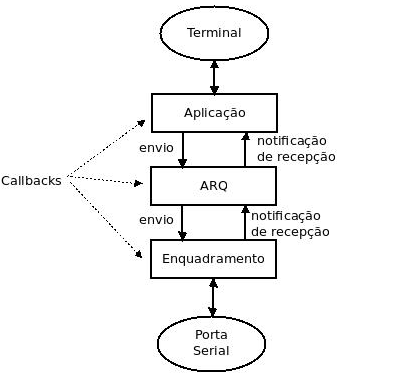 Terminal
Aplicação
envio
notificação
de recepção
Callbacks
ARQ
envio
notificação
de recepção
Enquadramento
Porta
Serial